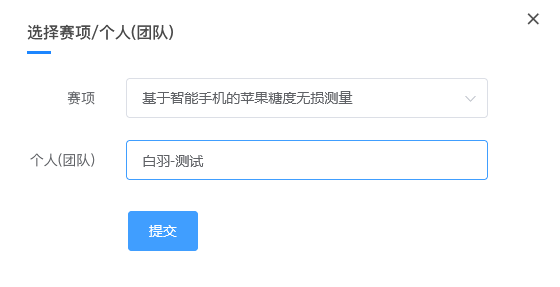 选择赛项/个人(团队)
赛项
基于智能手机的苹果糖度无损测量
个人(团队)
白羽-测试
提交